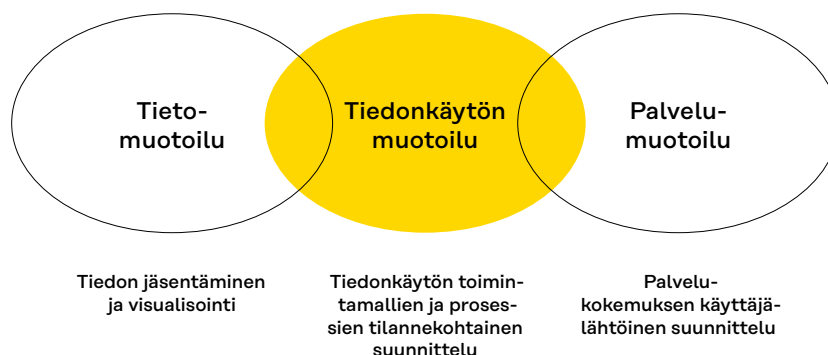 Tieto-
muotoilu
Tiedonkäytön
muotoilu
Palvelu-
muotoilu
Tiedon jäsentäminen
ja visualisointi
Tiedonkäytön toimin-
tamallien ja proses-
sien tilannekohtainen
suunnittelu
Palvelu-
kokemuksen käyttäjä-
lähtöinen suunnittelu